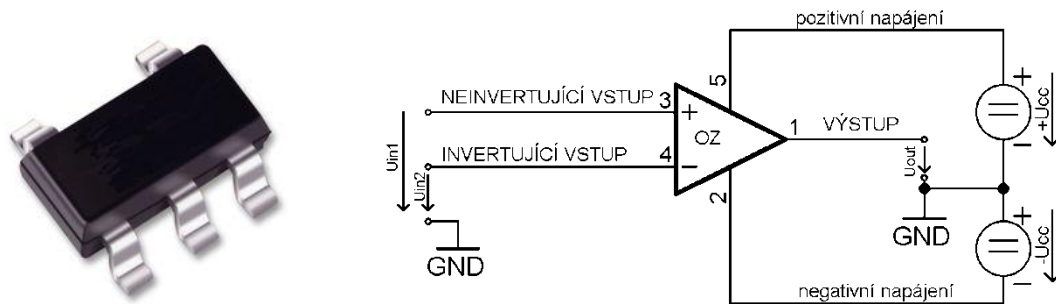 pozitivní napájení
5
NEINVERTUJÍCÍ VSTUP 3
+
+
+Ucc
−
Uin1
OZ
1 VÝSTUP
INVERTUJÍCÍ VSTUP 4
−
Uin2
Uout
2
GND
GND
+
-Ucc
−
negativní napájení